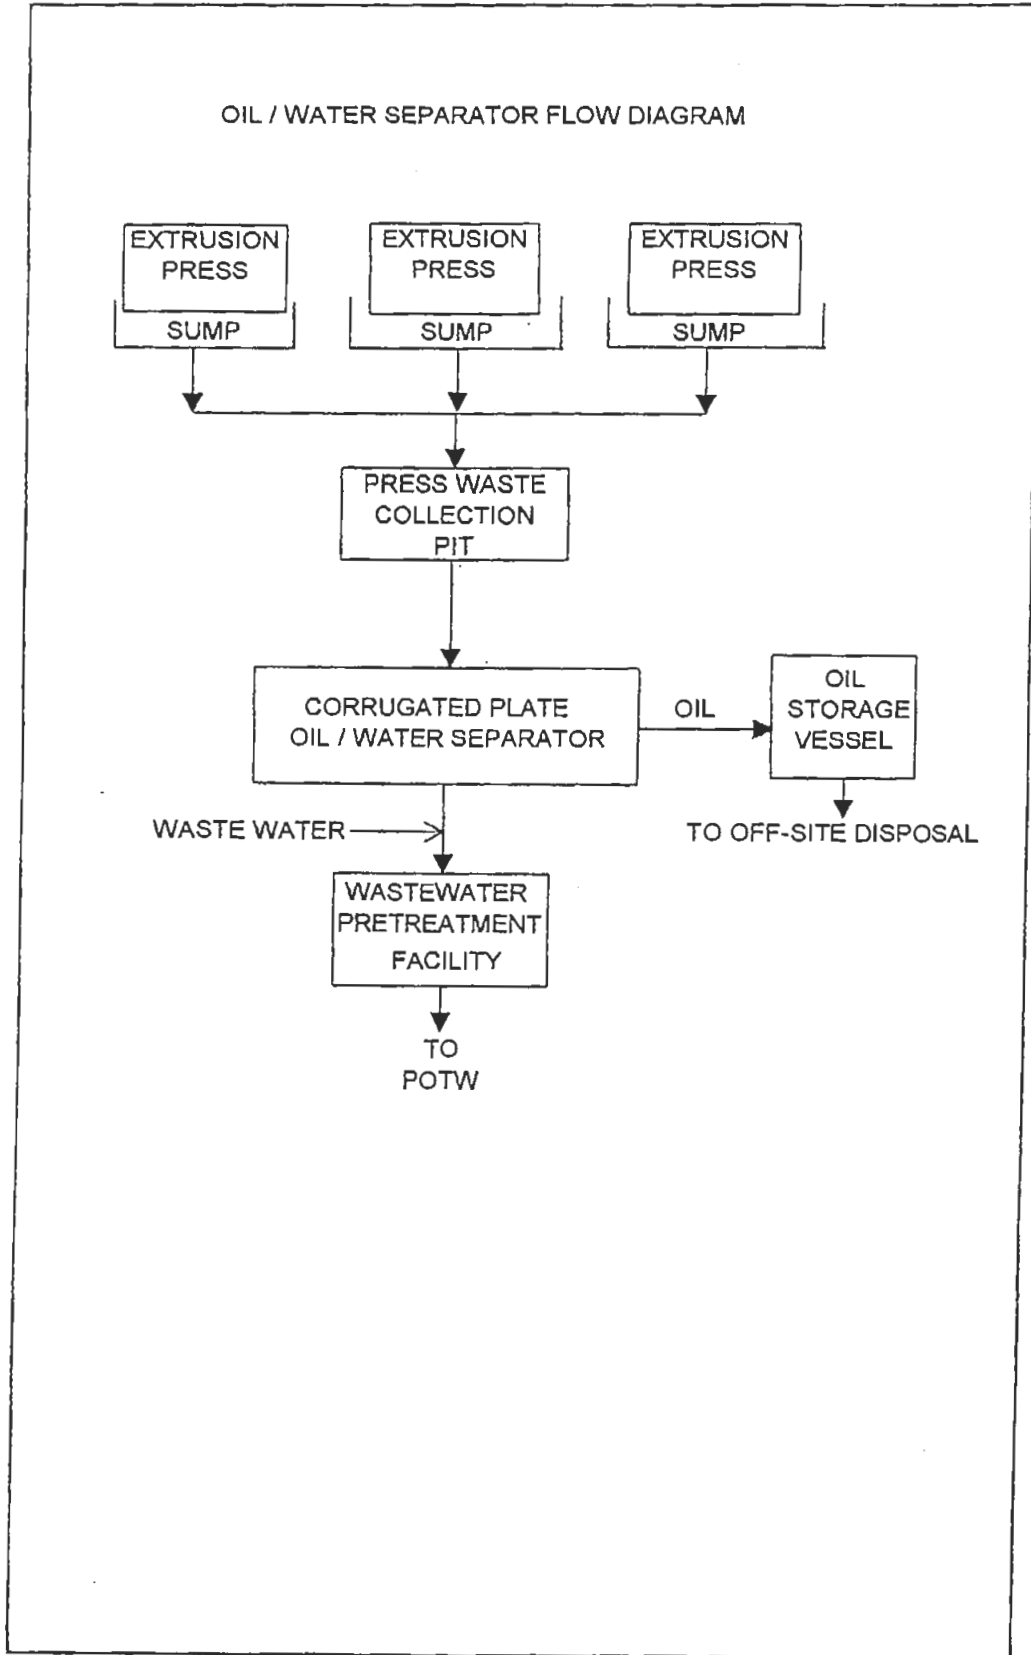 OIL / WATER SEPARATOR FLOW DIAGRAM
EXTRUSION
PRESS
SUMP
EXTRUSION
PRESS
SUMP
EXTRUSION
PRESS
SUMP
PRESS WASTE
COLLECTION
PIT
CORRUGATED PLATE
OIL / WATER SEPARATOR
OIL
OIL
STORAGE
VESSEL
TO OFF-SITE DISPOSAL
WASTE WATER
WASTEWATER
PRETREATMENT
FACILITY
TO
POTW